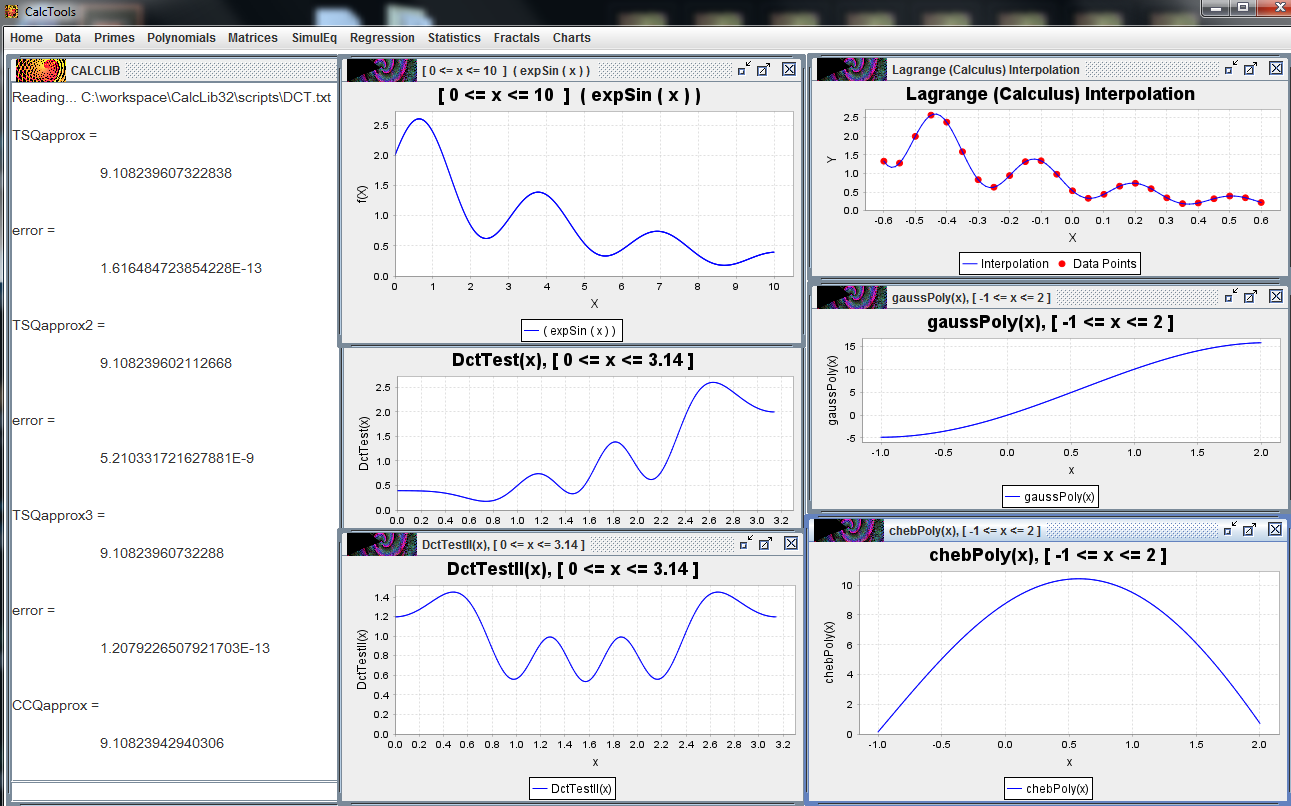 CalcTools
Home Data Primes Polynomials Matrices SimulEq Regression Statistics Fractals Charts
CALCLIB
Reading... C:\workspace\CalcLib32\scripts\DCT.txt
TSQapprox =
9.108239607322838
error =
1.616484723854228E-13
TSQapprox2 =
9.108239602112668
error =
5.210331721627881E-9
TSQapprox3 =
9.10823960732288
error =
1.2079226507921703E-13
CCQapprox =
9.10823942940306
[ 0 <= x <= 10 ] ( expSin ( x ) )
[ 0 <= x <= 10 ] ( expSin ( x ) )
f(X)
2.5
2.0
1.5
1.0
0.5
0.0
0 1 2 3 4 5 6 7 8 9 10
X
( expSin ( x ) )
DctTest(x), [ 0 <= x <= 3.14 ]
DctTest(x)
2.5
2.0
1.5
1.0
0.5
0.0
0.0 0.2 0.4 0.6 0.8 1.0 1.2 1.4 1.6 1.8 2.0 2.2 2.4 2.6 2.8 3.0 3.2
DctTestII(x), [ 0 <= x <= 3.14 ]
DctTestII(x), [ 0 <= x <= 3.14 ]
DctTestII(x)
1.4
1.2
1.0
0.8
0.6
0.4
0.2
0.0
0.0 0.2 0.4 0.6 0.8 1.0 1.2 1.4 1.6 1.8 2.0 2.2 2.4 2.6 2.8 3.0 3.2
x
DctTestII(x)
Lagrange (Calculus) Interpolation
Lagrange (Calculus) Interpolation
Y
2.5
2.0
1.5
1.0
0.5
0.0
-0.6 -0.5 -0.4 -0.3 -0.2 -0.1 0.0 0.1 0.2 0.3 0.4 0.5 0.6
X
Interpolation Data Points
gaussPoly(x), [ -1 <= x <= 2 ]
gaussPoly(x), [ -1 <= x <= 2 ]
gaussPoly(x)
15
10
5
0
-5
-1.0 -0.5 0.0 0.5 1.0 1.5 2.0
x
gaussPoly(x)
chebPoly(x), [ -1 <= x <= 2 ]
chebPoly(x), [ -1 <= x <= 2 ]
chebPoly(x)
10
8
6
4
2
0
-1.0 -0.5 0.0 0.5 1.0 1.5 2.0
x
chebPoly(x)